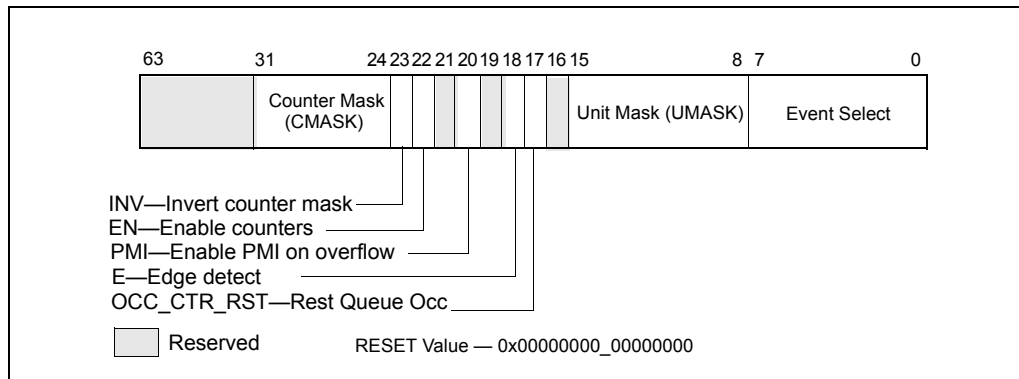 63 31 24 23 22 21 20 19 18 17 16 15 8 7 0
Counter Mask
(CMASK)
Unit Mask (UMASK)
Event Select
INV—Invert counter mask
EN—Enable counters
PMI—Enable PMI on overflow
E—Edge detect
OCC_CTR_RST—Rest Queue Occ
Reserved
RESET Value — 0x00000000_00000000